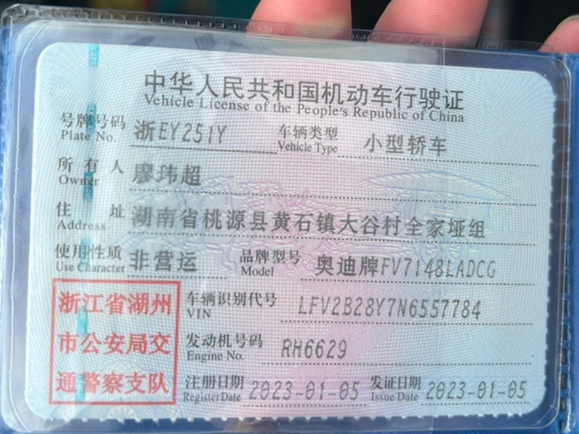 中华人民共和国机动车行驶证
Vehicle License of the People's Republic of China
号牌号码 浙EY251Y 车辆类型 小型轿车
Plate No. Vehicle Type
所有人 廖玮超
Owner
住址 湖南省桃源县黄石镇大谷村全家垭组
Address
使用性质 非营运 品牌型号 奥迪牌FV7148LADCG
Use Character Model
浙江省湖州 车辆识别代号 LFV2B28Y7N6557784
VIN
市公安局交 发动机号码 RH6629
Engine No.
通警察支队 注册日期 2023-01-05 发证日期 2023-01-05
Register Date Issue Date